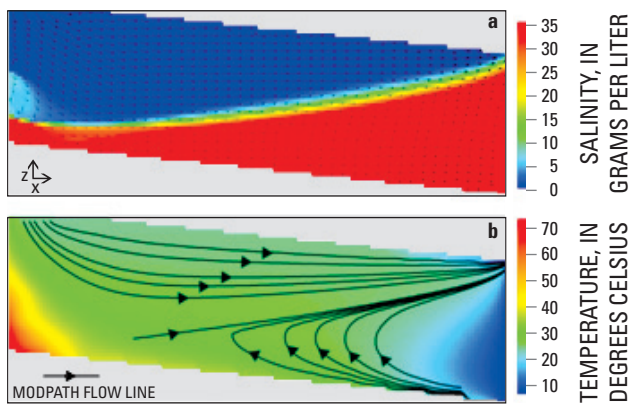 a
35
30
25
20
15
10
5
0
SALINITY, IN
GRAMS PER LITER
z
x
b
70
60
50
40
30
20
10
TEMPERATURE, IN
DEGREES CELSIUS
MODPATH FLOW LINE